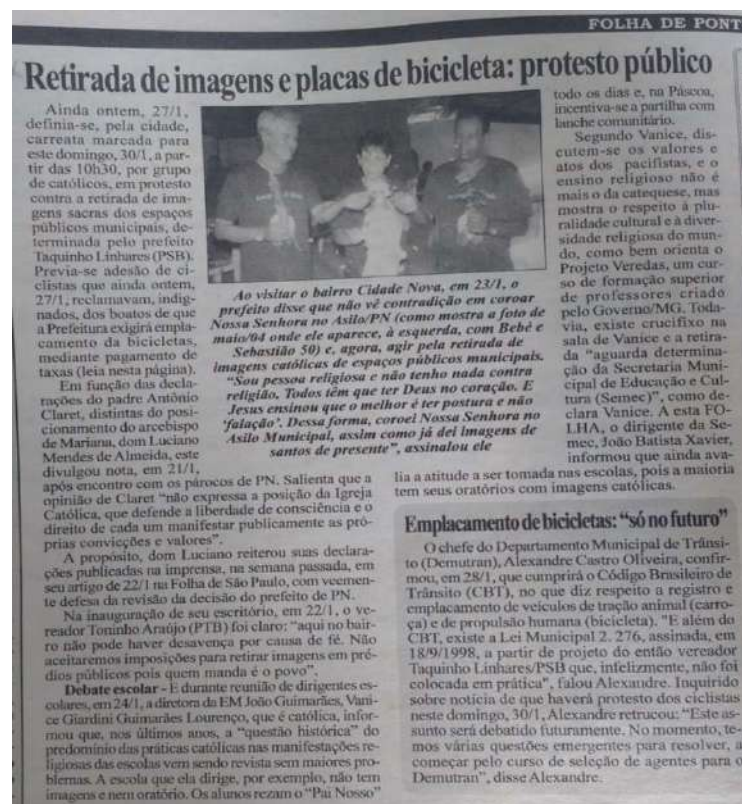 FOLHA DE PONT
Retirada de imagens e placas de bicicleta: protesto público
Ainda ontem, 27/1,
definia-se, pela cidade,
carreata marcada para
este domingo, 30/1, a par-
tir das 10h30, por grupo
de católicos, em protesto
contra a retirada de ima-
gens sacras dos espaços
públicos municipais, de-
terminada pelo prefeito
Taquinho Linhares (PSB).
Previa-se adesão de ci-
clistas que ainda ontem,
27/1, reclamavam, indig-
nados, dos boatos de que
a Prefeitura exigirá empla-
camento da bicicletas,
mediante pagamento de
taxas (leia nesta página).
Em função das decla-
rações do padre Antônio
Claret, distintas do posi-
cionamento do arcebispo
de Mariana, dom Luciano
Mendes de Almeida, este
divulgou nota, em 21/1,
após encontro com os párocos de PN. Salienta que a
opinião de Claret "não expressa a posição da Igreja
Católica, que defende a liberdade de consciência e o
direito de cada um manifestar publicamente as pró-
prias convicções e valores".
A propósito, dom Luciano reiterou suas declara-
ções publicadas na imprensa, na semana passada, em
seu artigo de 22/1 na Folha de São Paulo, com veemen-
te defesa da revisão da decisão do prefeito de PN.
Na inauguração de seu escritório, em 22/1, o ve-
reador Toninho Araújo (PTB) foi claro: "aqui no bair-
ro não pode haver desavença por causa de fé. Não
aceitaremos imposições para retirar imagens em pré-
dios públicos pois quem manda é o povo".
Debate escolar - E durante reunião de dirigentes es-
colares, em 24/1, a diretora da EM João Guimarães, Vani-
ce Giardini Guimarães Lourenço, que é católica, infor-
mou que, nos últimos anos, a "questão histórica" do
predomínio das práticas católicas nas manifestações re-
ligiosas das escolas vem sendo revista sem maiores pro-
blemas. A escola que ela dirige, por exemplo, não tem
imagens e nem oratório. Os alunos rezam o "Pai Nosso"
Ao visitar o bairro Cidade Nova, em 23/1, o
prefeito disse que não vê contradição em coroar
Nossa Senhora no Asilo/PN (como mostra a foto de
maio/04 onde ele aparece, à esquerda, com Bebé e
Sebastião 50) e, agora, agir pela retirada de
imagens católicas de espaços públicos municipais.
"Sou pessoa religiosa e não tenho nada contra
religião. Todos têm que ter Deus no coração. E
Jesus ensinou que o melhor é ter postura e não
'falação'. Dessa forma, coroei Nossa Senhora no
Asilo Municipal, assim como já dei imagens de
santos de presente", assinalou ele
todo os dias e, na Páscoa,
incentiva-se a partilha com
lanche comunitário.
Segundo Vanice, dis-
cutem-se os valores e
atos dos pacifistas, e o
ensino religioso não é
mais o da catequese, mas
mostra o respeito à plu-
ralidade cultural e à diver-
sidade religiosa do mun-
do, como bem orienta o
Projeto Veredas, um cur-
so de formação superior
de professores criado
pelo Governo/MG. Toda-
via, existe crucifixo na
sala de Vanice e a retira-
da "aguarda determina-
ção da Secretaria Muni-
cipal de Educação e Cul-
tura (Semec)", como de-
clara Vanice. A esta FO-
LHA, o dirigente da Se-
mec, João Batista Xavier,
informou que ainda ava-
lia a atitude a ser tomada nas escolas, pois a maioria
tem seus oratórios com imagens católicas.
Emplacamento de bicicletas: "só no futuro"
O chefe do Departamento Municipal de Trânsi-
to (Demutran), Alexandre Castro Oliveira, confir-
mou, em 28/1, que cumprirá o Código Brasileiro de
Trânsito (CBT), no que diz respeito a registro e
emplacamento de veículos de tração animal (carro-
ça) e de propulsão humana (bicicleta). "E além do
CBT, existe a Lei Municipal 2. 276, assinada, em
18/9/1998, a partir de projeto do então vereador
Taquinho Linhares/PSB que, infelizmente, não foi
colocada em prática", falou Alexandre. Inquirido
sobre notícia de que haverá protesto dos ciclistas
neste domingo, 30/1, Alexandre retrucou: "Este as-
sunto será debatido futuramente. No momento, te-
mos várias questões emergentes para resolver, a
começar pelo curso de seleção de agentes para o
Demutran", disse Alexandre.